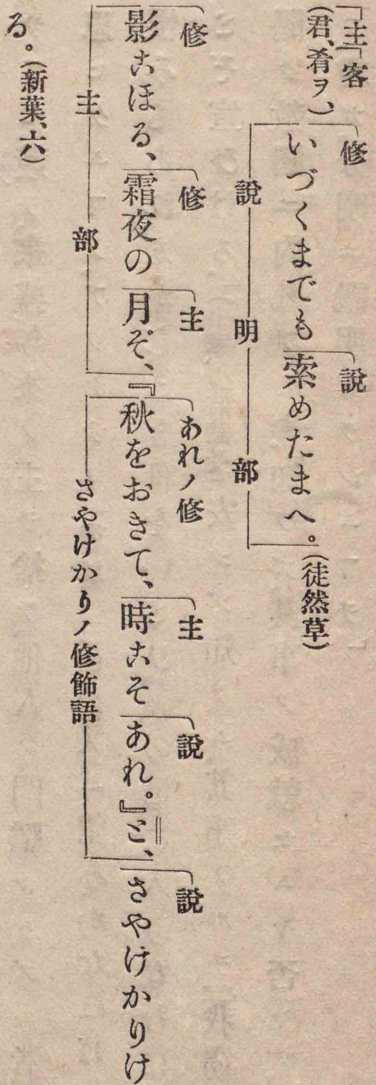 主 客 修 説
(君、肴ヲ、)いづくまでも索めたまへ。(徒然草)
説明部
修 修 主 あれノ修 主 説 説
影こほる、霜夜の月ぞ、『秋をおきて、時こそあれ。』と、さやけかりけ
主部 さやけかりノ修飾語
る。(新葉、六)